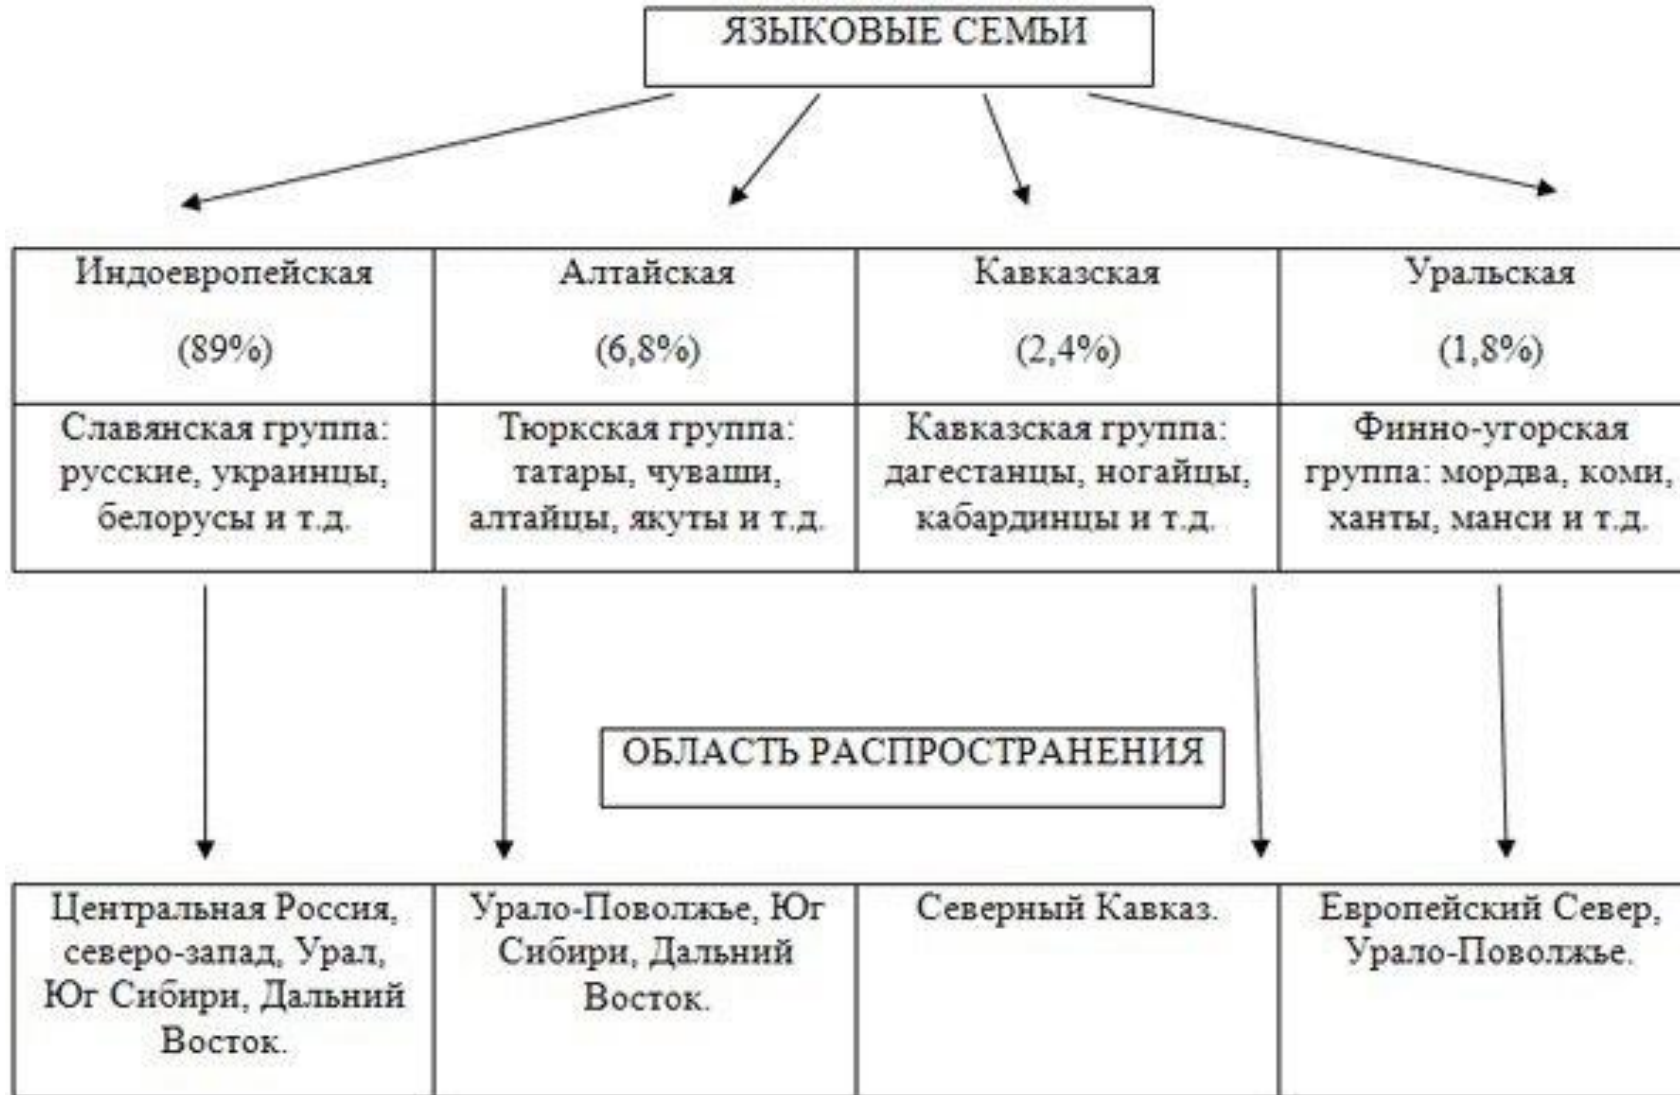 ЯЗЫКОВЫЕ СЕМЬИ
Индоевропейская
(89%)
Алтайская
(6,8%)
Кавказская
(2,4%)
Уральская
(1,8%)
Славянская группа:
русские, украинцы,
белорусы и т.д.
Тюркская группа:
татары, чуваши,
алтайцы, якуты и т.д.
Кавказская группа:
дагестанцы, ногайцы,
кабардинцы и т.д.
Финно-угорская
группа: мордва, коми,
ханты, манси и т.д.
ОБЛАСТЬ РАСПРОСТРАНЕНИЯ
Центральная Россия,
северо-запад, Урал,
Юг Сибири, Дальний
Восток.
Урало-Поволжье, Юг
Сибири, Дальний
Восток.
Северный Кавказ.
Европейский Север,
Урало-Поволжье.